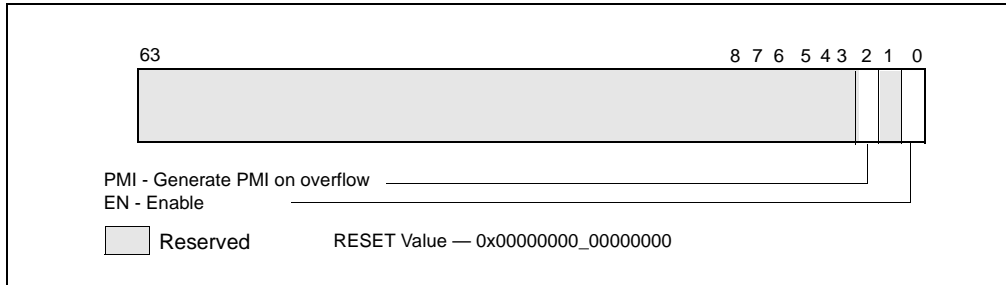 63 8 7 6 5 4 3 2 1 0
PMI - Generate PMI on overflow
EN - Enable
Reserved RESET Value — 0x00000000_00000000